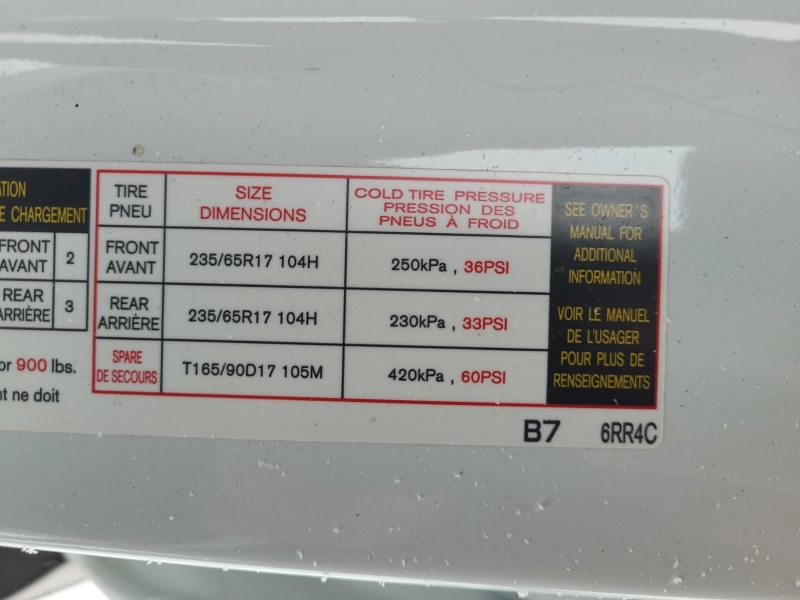 ATION
E CHARGEMENT
FRONT
AVANT
2
REAR
ARRIÈRE
3
or 900 lbs.
nt ne doit
TIRE
PNEU
SIZE
DIMENSIONS
COLD TIRE PRESSURE
PRESSION DES
PNEUS À FROID
FRONT
AVANT
235/65R17 104H
250kPa , 36PSI
REAR
ARRIÈRE
235/65R17 104H
230kPa , 33PSI
SPARE
DE SECOURS
T165/90D17 105M
420kPa , 60PSI
SEE OWNER'S
MANUAL FOR
ADDITIONAL
INFORMATION
VOIR LE MANUEL
DE L'USAGER
POUR PLUS DE
RENSEIGNEMENTS
B7 6RR4C